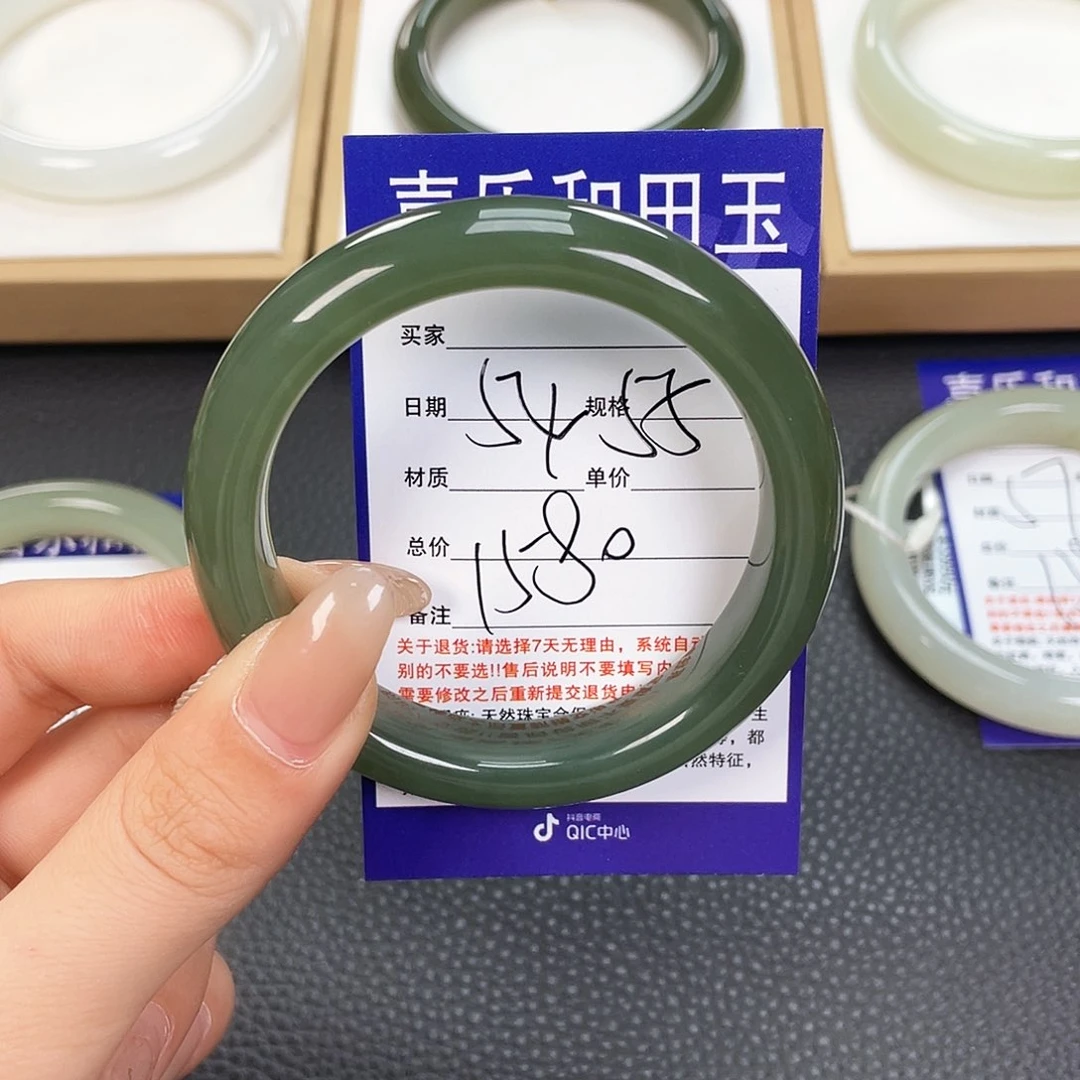 喜氏和田玉
买家
日期 54 规格 55
材质 单价
总价 1580
备注
关于退货:请选择7天无理由，系统自
别的不要选!!售后说明不要填写内
需要修改之后重新提交退货
天然珠宝 生
，都
然特征，
抖音电商
QIC中心